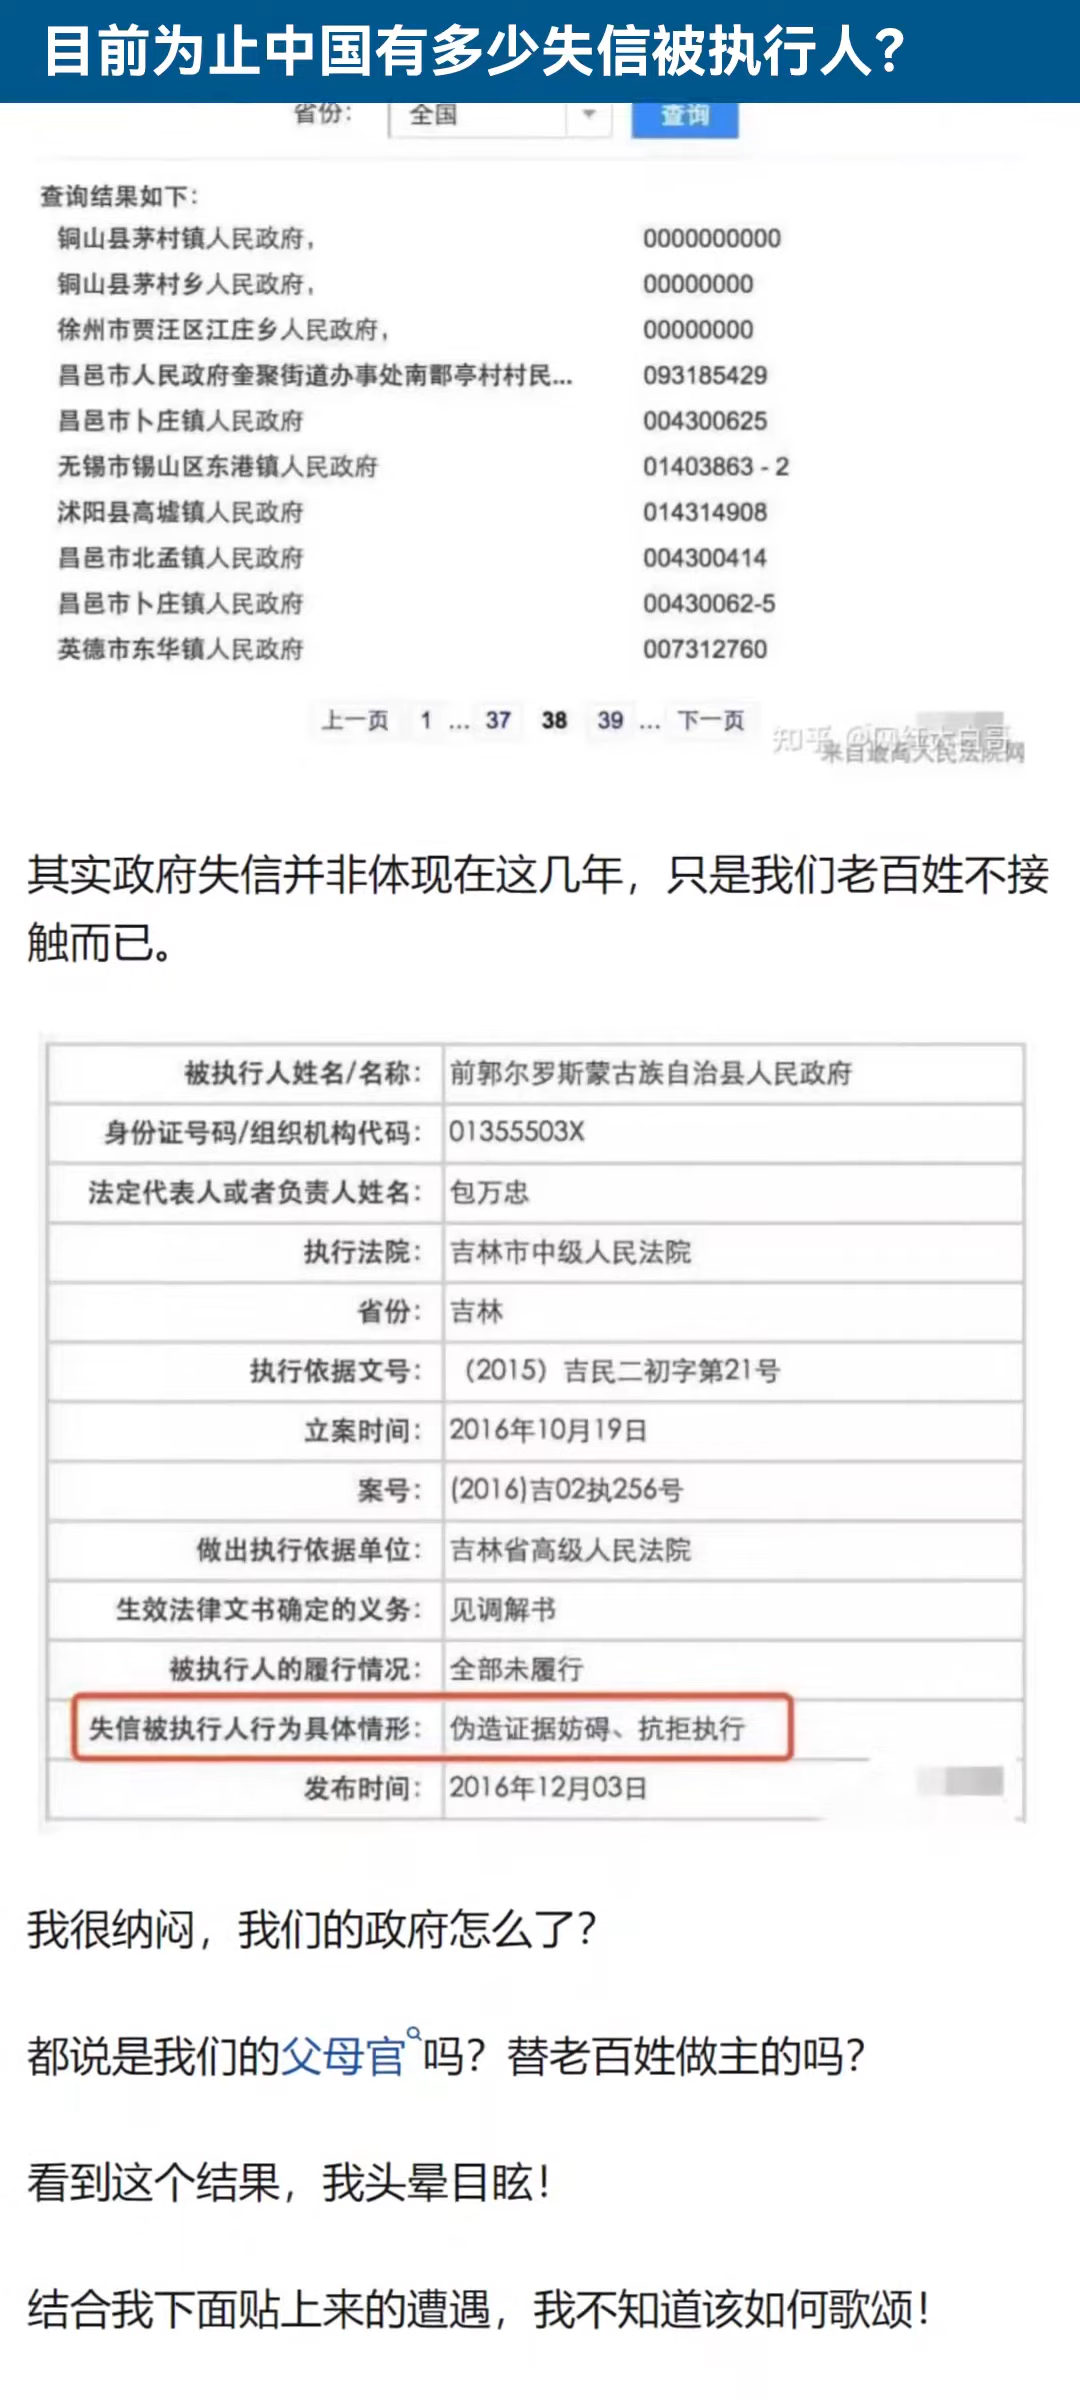 目前为止中国有多少失信被执行人？
省份： 全国 查询
查询结果如下：
铜山县茅村镇人民政府， 0000000000
铜山县茅村乡人民政府， 00000000
徐州市贾汪区江庄乡人民政府， 00000000
昌邑市人民政府奎聚街道办事处南鄑亭村村民... 093185429
昌邑市卜庄镇人民政府 004300625
无锡市锡山区东港镇人民政府 01403863 - 2
沭阳县高墟镇人民政府 014314908
昌邑市北孟镇人民政府 004300414
昌邑市卜庄镇人民政府 00430062-5
英德市东华镇人民政府 007312760
上一页 1 ... 37 38 39 ... 下一页
知乎
来自最高人民法院网
其实政府失信并非体现在这几年，只是我们老百姓不接
触而已。
被执行人姓名/名称： 前郭尔罗斯蒙古族自治县人民政府
身份证号码/组织机构代码： 01355503X
法定代表人或者负责人姓名： 包万忠
执行法院： 吉林市中级人民法院
省份： 吉林
执行依据文号： （2015）吉民二初字第21号
立案时间： 2016年10月19日
案号： (2016)吉02执256号
做出执行依据单位： 吉林省高级人民法院
生效法律文书确定的义务： 见调解书
被执行人的履行情况： 全部未履行
失信被执行人行为具体情形： 伪造证据妨碍、抗拒执行
发布时间： 2016年12月03日
我很纳闷，我们的政府怎么了？
都说是我们的父母官吗？替老百姓做主的吗？
看到这个结果，我头晕目眩！
结合我下面贴上来的遭遇，我不知道该如何歌颂！